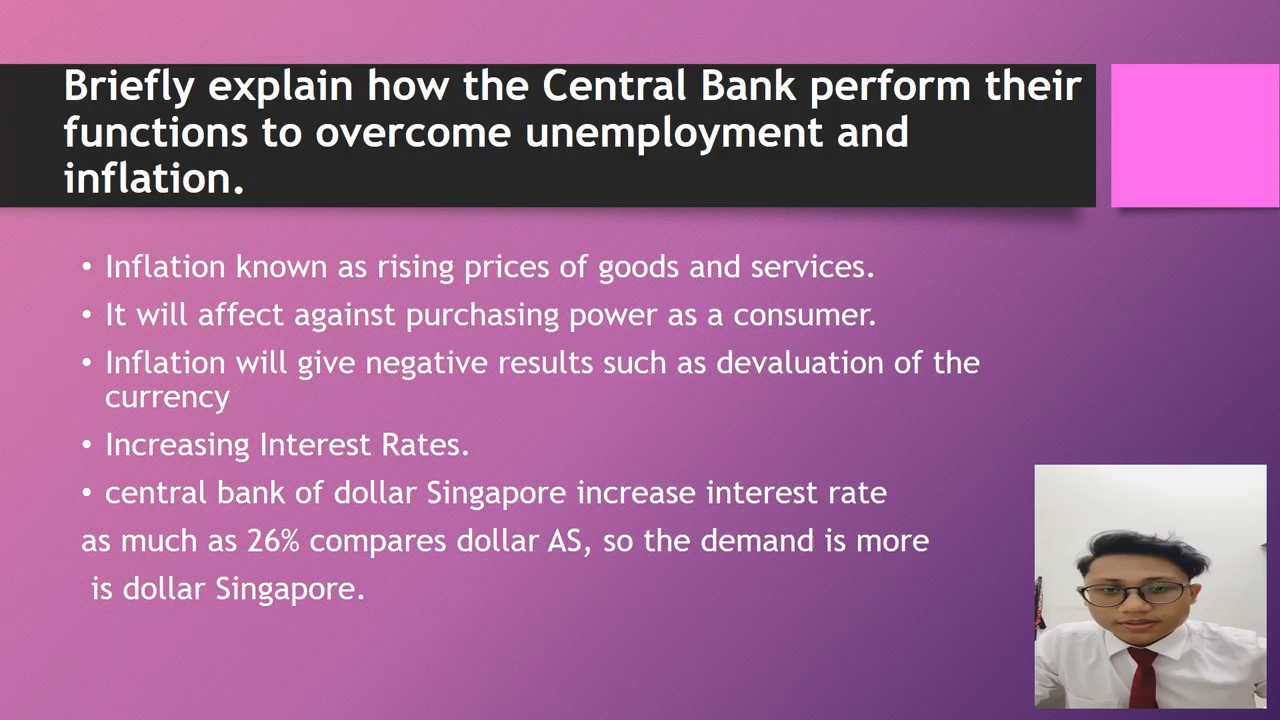 Briefly explain how the Central Bank perform their
functions to overcome unemployment and
inflation.
• Inflation known as rising prices of goods and services.
• It will affect against purchasing power as a consumer.
• Inflation will give negative results such as devaluation of the
currency
• Increasing Interest Rates.
• central bank of dollar Singapore increase interest rate
as much as 26% compares dollar AS, so the demand is more
is dollar Singapore.